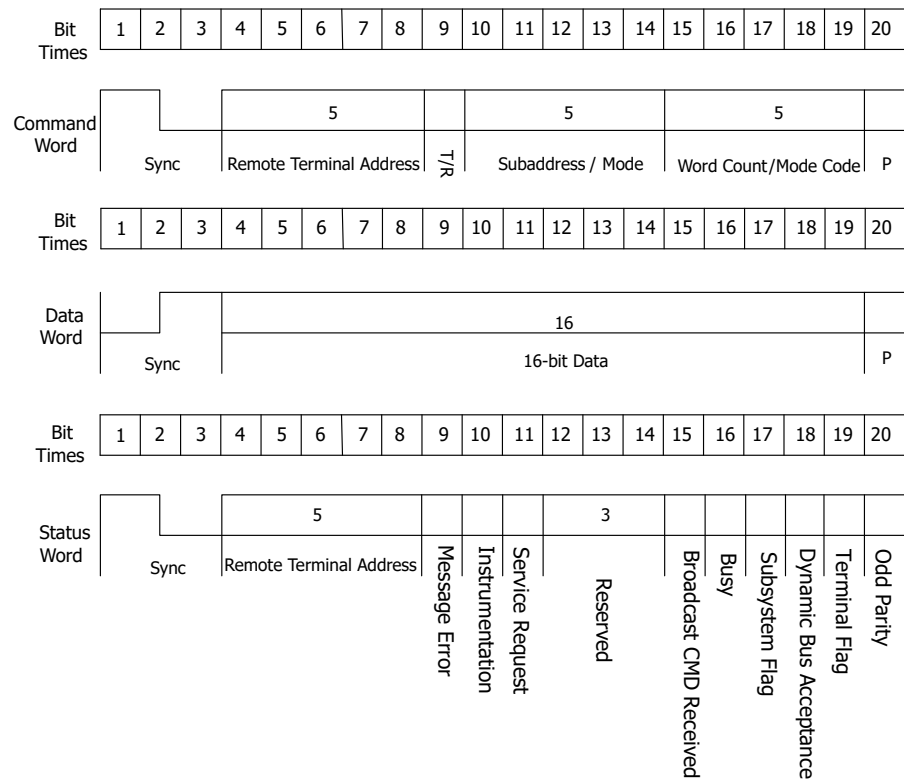 Bit Times
1 2 3 4 5 6 7 8 9 10 11 12 13 14 15 16 17 18 19 20
Command Word
5 5 5
Sync Remote Terminal Address T/R Subaddress / Mode Word Count/Mode Code P
Bit Times
1 2 3 4 5 6 7 8 9 10 11 12 13 14 15 16 17 18 19 20
Data Word
16
Sync 16-bit Data P
Bit Times
1 2 3 4 5 6 7 8 9 10 11 12 13 14 15 16 17 18 19 20
Status Word
5 3
Sync Remote Terminal Address
Message Error
Instrumentation
Service Request
Reserved
Broadcast CMD Received
Busy
Subsystem Flag
Dynamic Bus Acceptance
Terminal Flag
Odd Parity